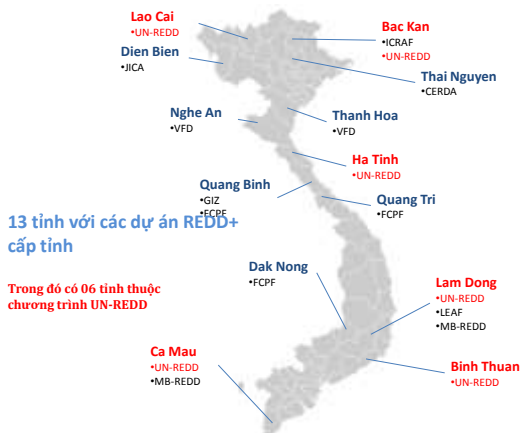 Lao Cai
•UN-REDD
Bac Kan
•ICRAF
•UN-REDD
Dien Bien
•JICA
Thai Nguyen
•CERDA
Nghe An
•VFD
Thanh Hoa
•VFD
Ha Tinh
•UN-REDD
Quang Binh
•GIZ
•FCPF
Quang Tri
•FCPF
13 tỉnh với các dự án REDD+
cấp tỉnh
Trong đó có 06 tỉnh thuộc
chương trình UN-REDD
Dak Nong
•FCPF
Lam Dong
•UN-REDD
•LEAF
•MB-REDD
Ca Mau
•UN-REDD
•MB-REDD
Binh Thuan
•UN-REDD